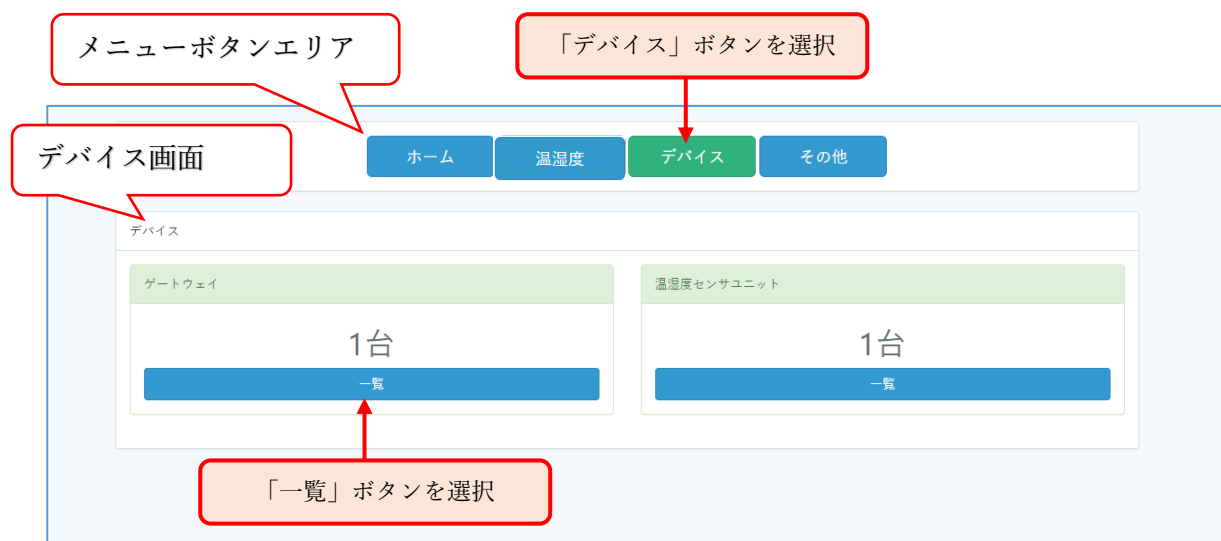 メニューボタンエリア
「デバイス」ボタンを選択
デバイス画面
ホーム
温湿度
デバイス
その他
デバイス
ゲートウェイ
温湿度センサユニット
1台
1台
一覧
一覧
「一覧」ボタンを選択